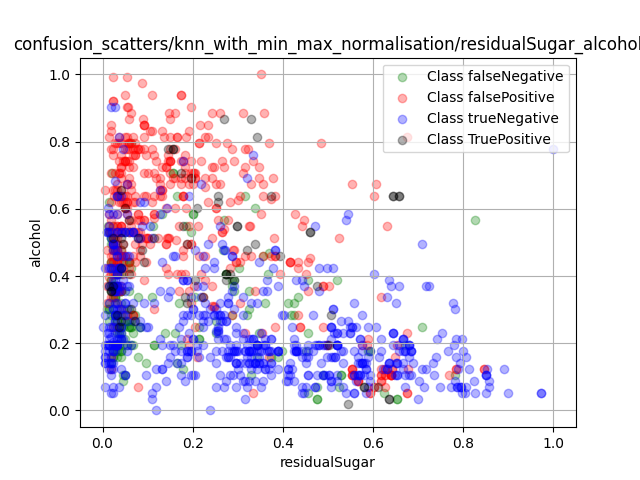 confusion_scatters/knn_with_min_max_normalisation/residualSugar_alcohol
Class falseNegative
Class falsePositive
Class trueNegative
Class TruePositive
1.0
0.8
0.6
0.4
0.2
0.0
alcohol
0.0 0.2 0.4 0.6 0.8 1.0
residualSugar